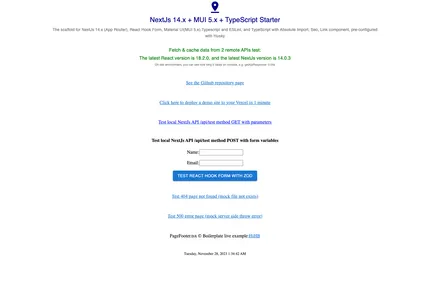 NextJs 14.x + MUI 5.x + TypeScript Starter
The scaffold for NextJs 14.x (App Router), React Hook Form, Material UI(MUI 5.x),Typescript and ESLint, and TypeScript with Absolute Import, Seo, Link component, pre-configured
with Husky.
Fetch & cache data from 2 remote APIs test:
The latest React version is 18.2.0, and the latest NextJs version is 14.0.3
See the Github repository page
Click here to deploy a demo site to your Vercel in 1 minute
Test local NextJs API /api/test method GET with parameters
Test local NextJs API /api/test method POST with form variables
Name:
Email:
TEST REACT HOOK FORM WITH ZOD
Test 404 page not found (mock file not exists)
Test 500 error page (mock server side throw error)
PageFooter.tsx © Boilerplate live example:
Tuesday, November 28, 2023 1:34:42 AM